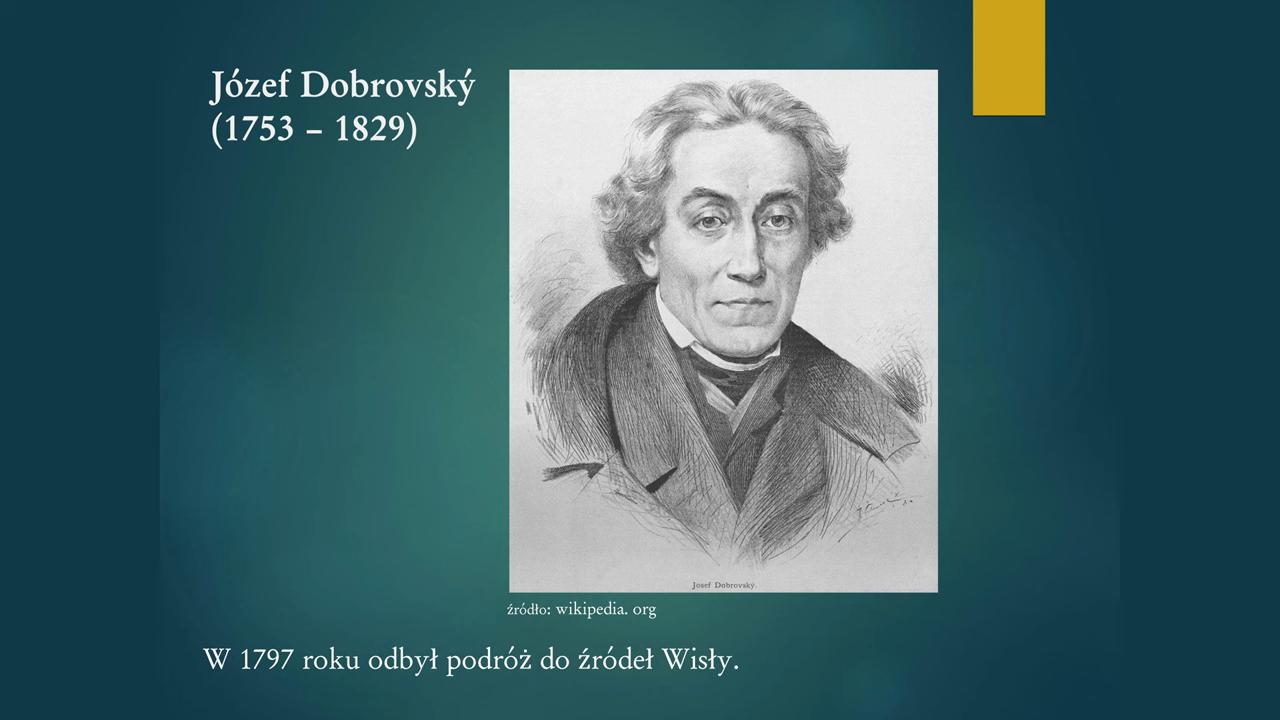 Józef Dobrovský
(1753 – 1829)
Josef Dobrovský.
źródło: wikipedia. org
W 1797 roku odbył podróż do źródeł Wisły.